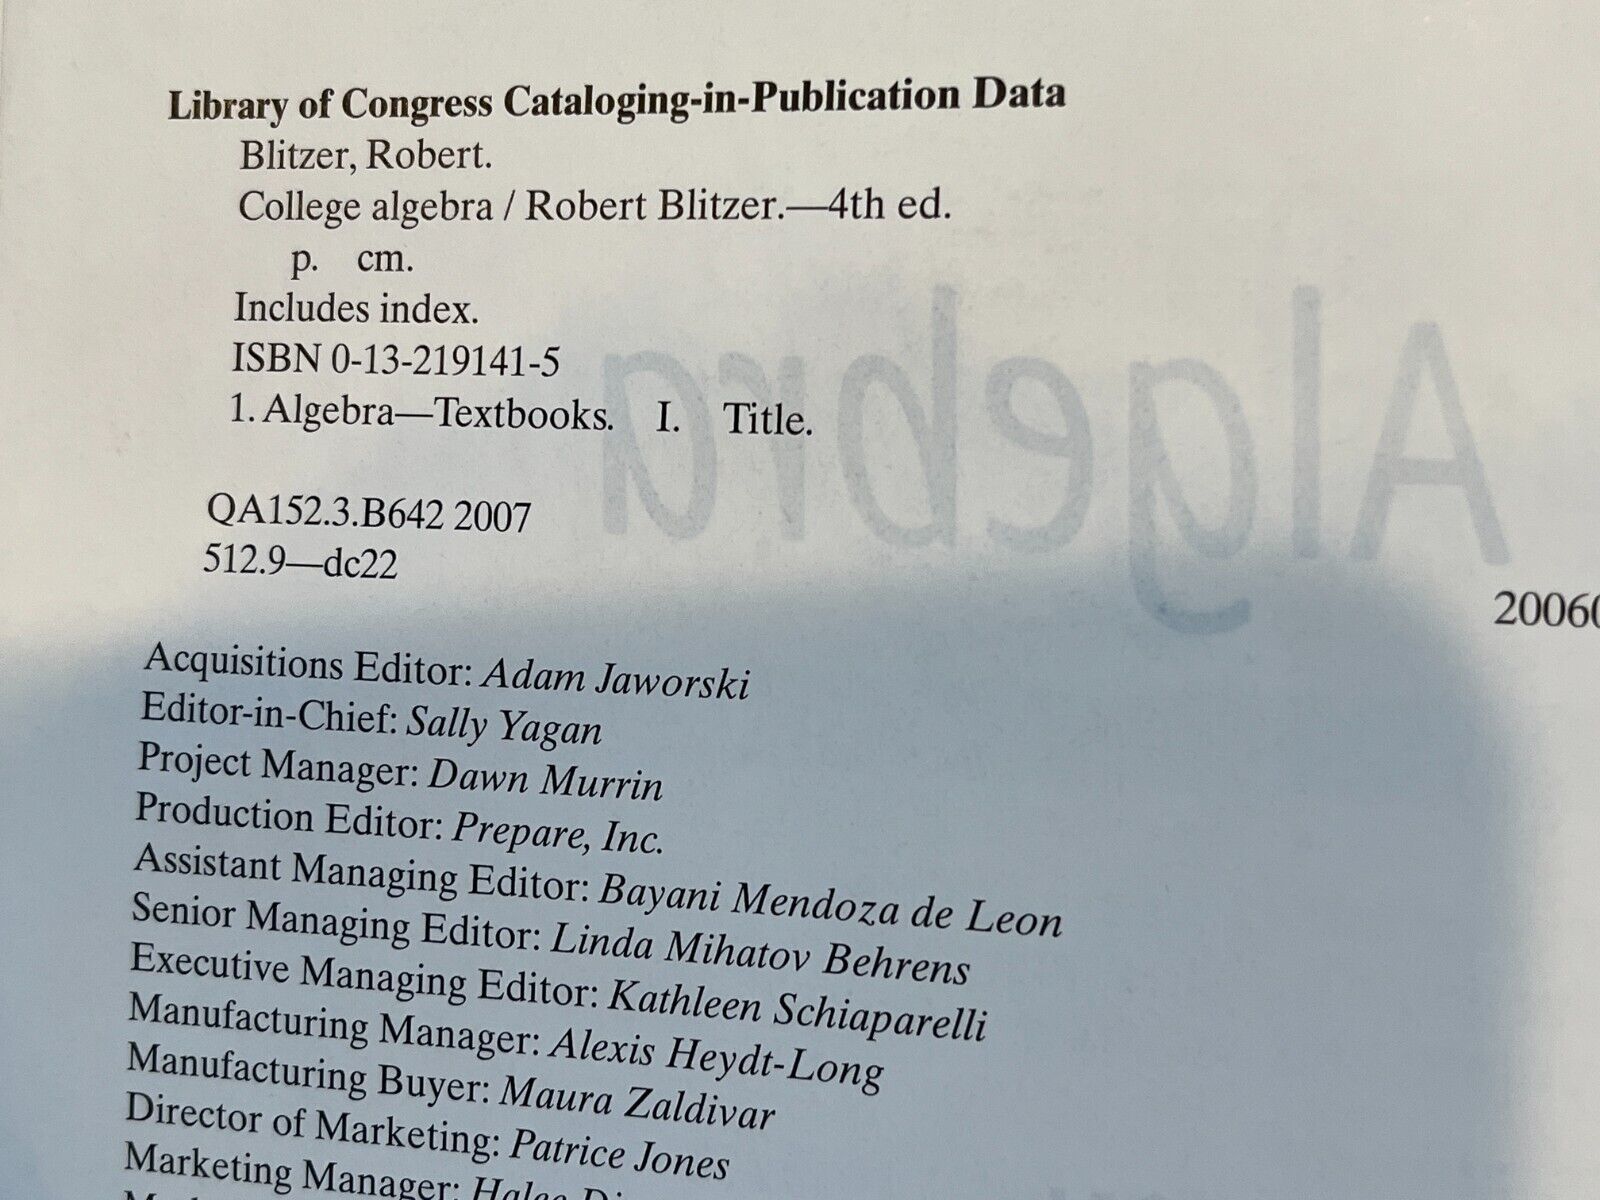 Library of Congress Cataloging-in-Publication Data
Blitzer, Robert.
College algebra / Robert Blitzer.—4th ed.
p. cm.
Includes index.
ISBN 0-13-219141-5
1. Algebra—Textbooks. I. Title.
Algebra
QA152.3.B642 2007
512.9—dc22
20060
Acquisitions Editor: Adam Jaworski
Editor-in-Chief: Sally Yagan
Project Manager: Dawn Murrin
Production Editor: Prepare, Inc.
Assistant Managing Editor: Bayani Mendoza de Leon
Senior Managing Editor: Linda Mihatov Behrens
Executive Managing Editor: Kathleen Schiaparelli
Manufacturing Manager: Alexis Heydt-Long
Manufacturing Buyer: Maura Zaldivar
Director of Marketing: Patrice Jones
Marketing Manager: